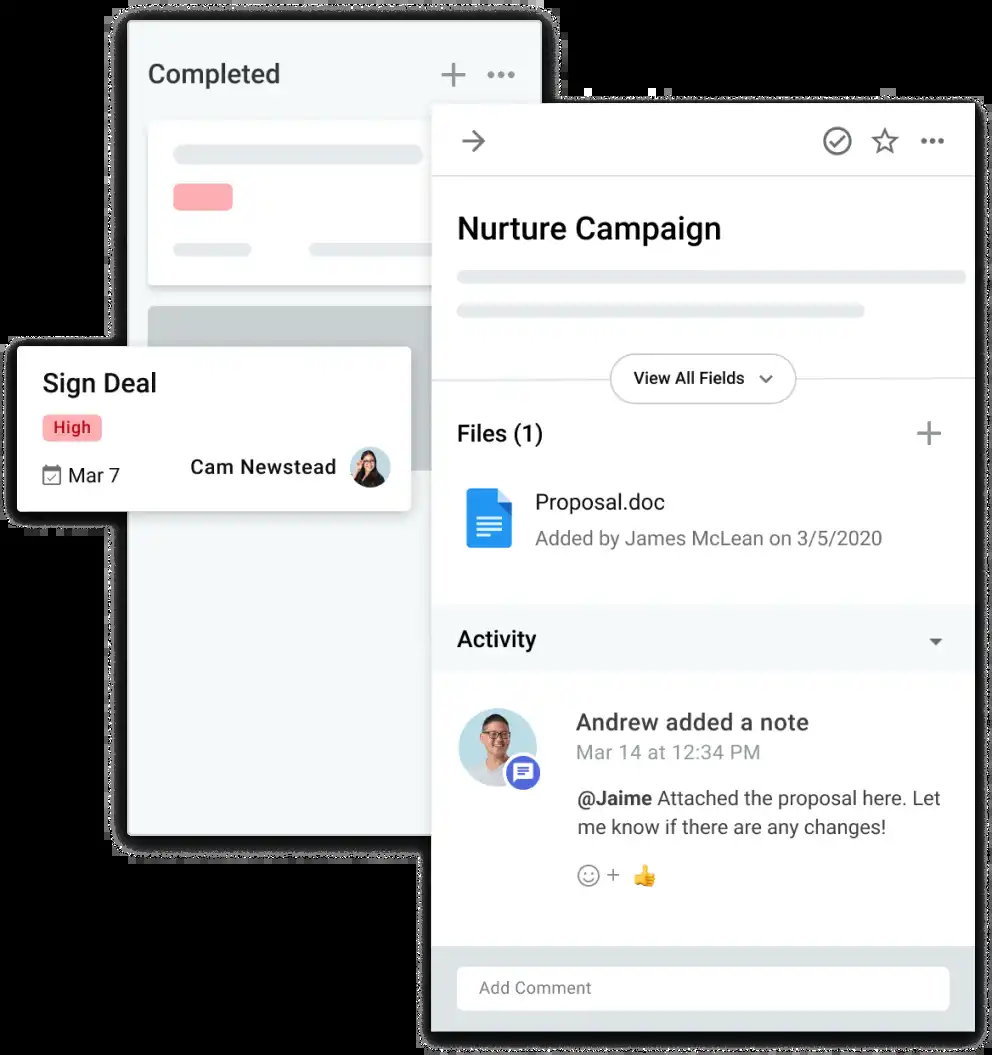 Completed
Nurture Campaign
View All Fields
Sign Deal
High
Mar 7
Cam Newstead
Files (1)
Proposal.doc
Added by James McLean on 3/5/2020
Activity
Andrew added a note
Mar 14 at 12:34 PM
@Jaime Attached the proposal here. Let
me know if there are any changes!
Add Comment